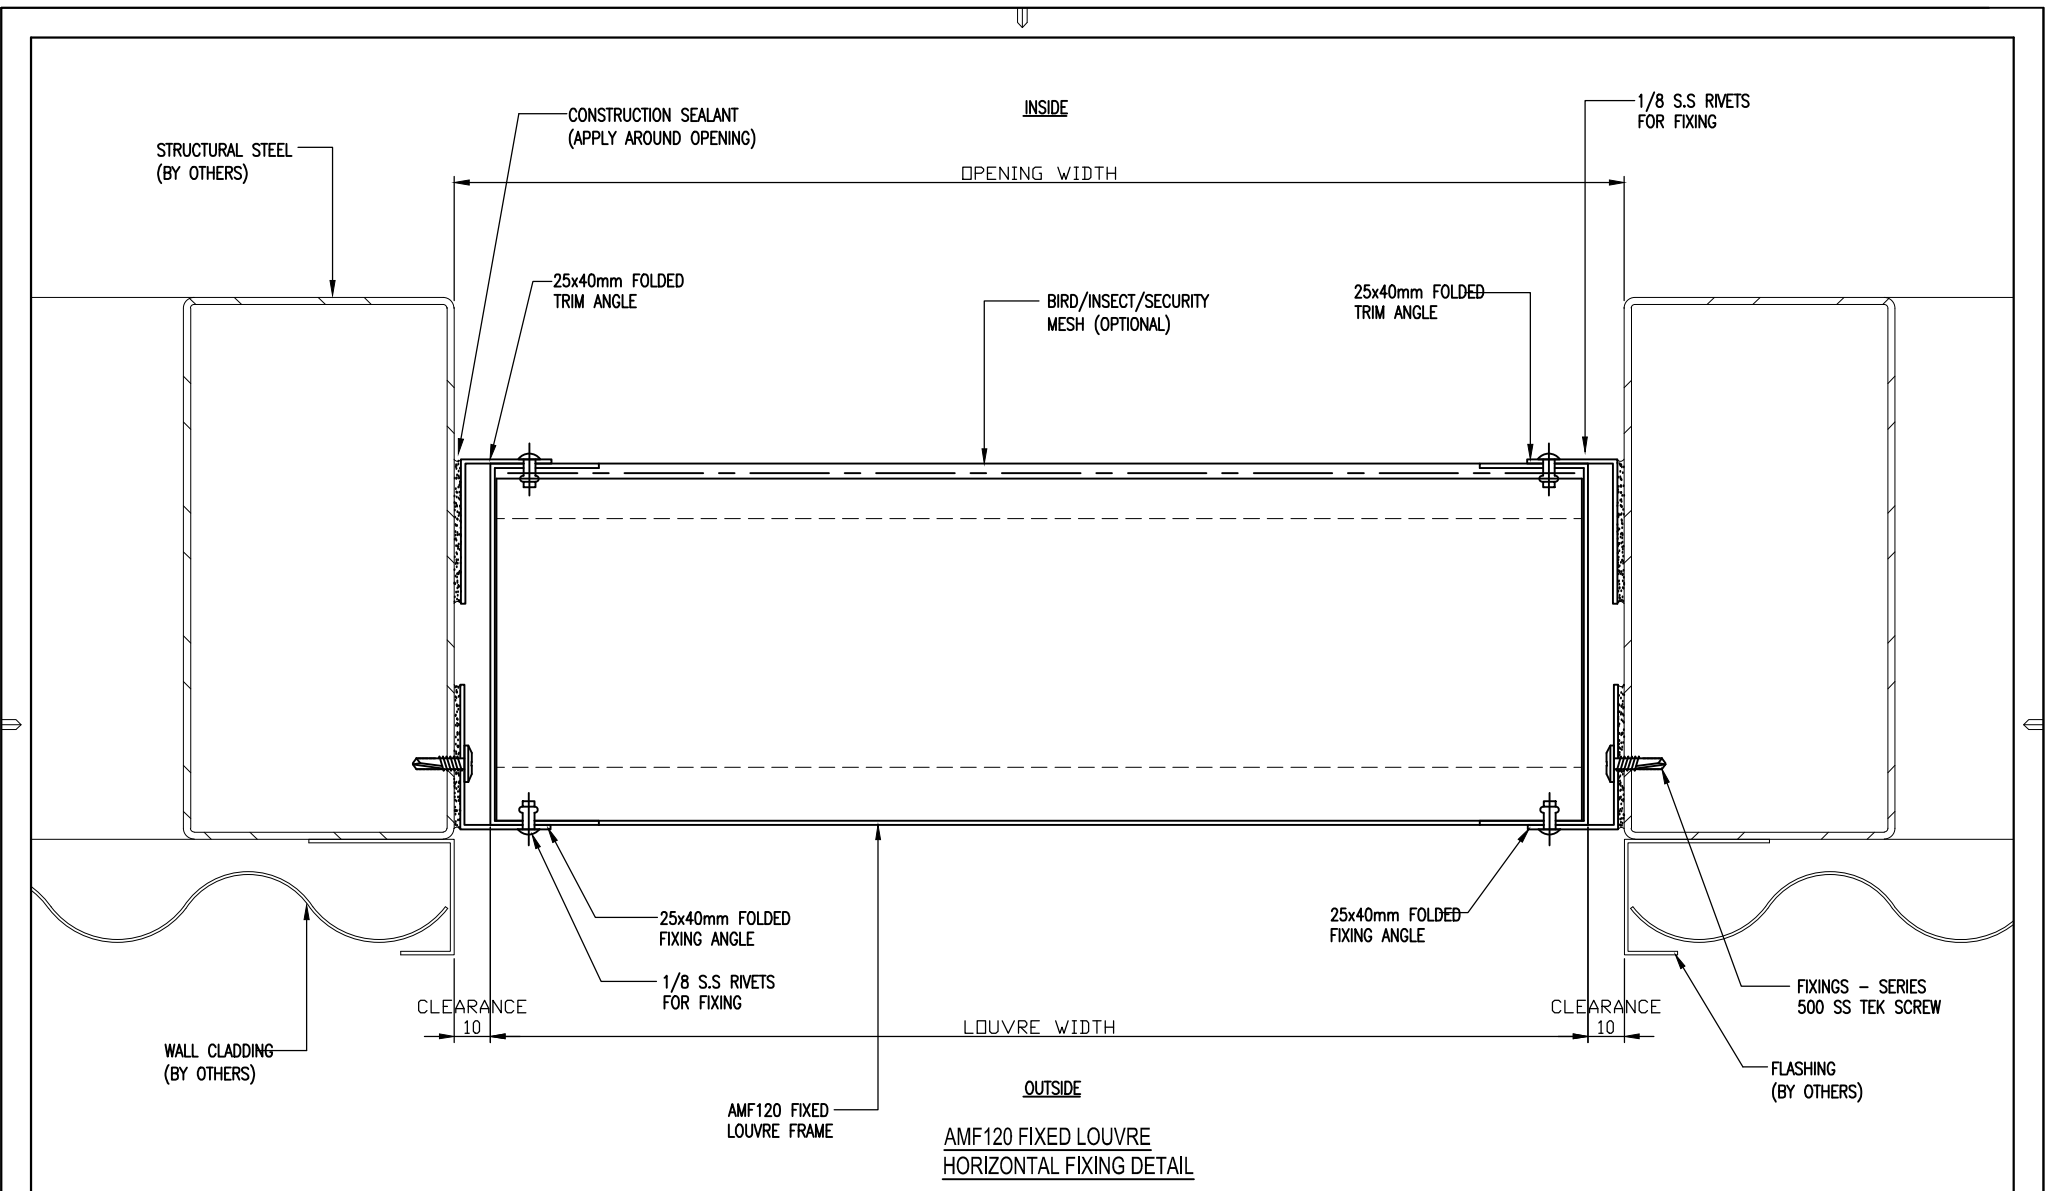 INSIDE
CONSTRUCTION SEALANT
(APPLY AROUND OPENING)
1/8 S.S RIVETS
FOR FIXING
STRUCTURAL STEEL
(BY OTHERS)
OPENING WIDTH
25x40mm FOLDED
TRIM ANGLE
BIRD/INSECT/SECURITY
MESH (OPTIONAL)
25x40mm FOLDED
TRIM ANGLE
25x40mm FOLDED
FIXING ANGLE
25x40mm FOLDED
FIXING ANGLE
1/8 S.S RIVETS
FOR FIXING
FIXINGS - SERIES
500 SS TEK SCREW
CLEARANCE
10
LOUVRE WIDTH
CLEARANCE
10
WALL CLADDING
(BY OTHERS)
FLASHING
(BY OTHERS)
OUTSIDE
AMF120 FIXED
LOUVRE FRAME
AMF120 FIXED LOUVRE
HORIZONTAL FIXING DETAIL